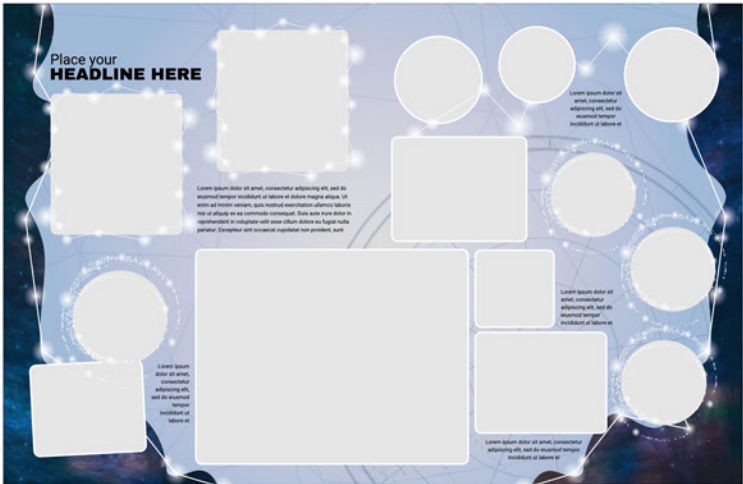 Place your
HEADLINE HERE
Lorem ipsum dolor sit
amet, consectetur
adipiscing elit, sed do
eiusmod tempor
incididunt ut labore et
Lorem ipsum dolor sit amet, consectetur adipiscing elit, sed do
eiusmod tempor incididunt ut labore et dolore magna aliqua. Ut
enim ad minim veniam, quis nostrud exercitation ullamco laboris
nisi ut aliquip ex ea commodo consequat. Duis aute irure dolor in
reprehenderit in voluptate velit esse cillum dolore eu fugiat nulla
pariatur. Excepteur sint occaecat cupidatat non proident, sunt
Lorem ipsum dolor sit
amet, consectetur
adipiscing elit, sed do
eiusmod tempor
incididunt ut labore et
Lorem ipsum
dolor sit amet,
consectetur
adipiscing elit,
sed do eiusmod
tempor
incididunt ut
labore et
Lorem ipsum dolor sit amet, consectetur
adipiscing elit, sed do eiusmod tempor
incididunt ut labore et